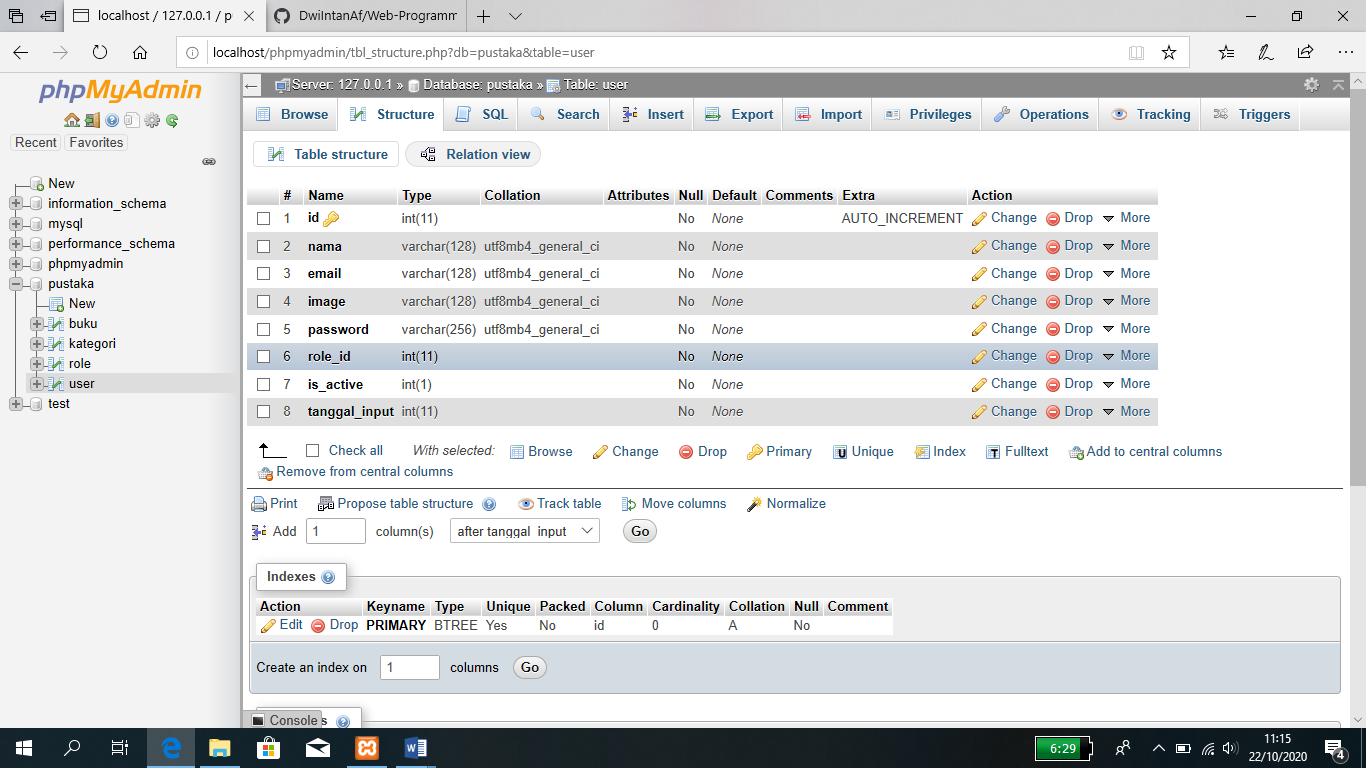 localhost / 127.0.0.1 / p
DwiIntanAf/Web-Programm
localhost/phpmyadmin/tbl_structure.php?db=pustaka&table=user
phpMyAdmin
Recent Favorites
New
information_schema
mysql
performance_schema
phpmyadmin
pustaka
New
buku
kategori
role
user
test
Server: 127.0.0.1 » Database: pustaka » Table: user
Browse Structure SQL Search Insert Export Import Privileges Operations Tracking Triggers
Table structure Relation view
# Name Type Collation Attributes Null Default Comments Extra Action
1 id int(11) No None AUTO_INCREMENT Change Drop More
2 nama varchar(128) utf8mb4_general_ci No None Change Drop More
3 email varchar(128) utf8mb4_general_ci No None Change Drop More
4 image varchar(128) utf8mb4_general_ci No None Change Drop More
5 password varchar(256) utf8mb4_general_ci No None Change Drop More
6 role_id int(11) No None Change Drop More
7 is_active int(1) No None Change Drop More
8 tanggal_input int(11) No None Change Drop More
Check all With selected: Browse Change Drop Primary Unique Index Fulltext Add to central columns
Remove from central columns
Print Propose table structure Track table Move columns Normalize
Add 1 column(s) after tanggal_input Go
Indexes
Action Keyname Type Unique Packed Column Cardinality Collation Null Comment
Edit Drop PRIMARY BTREE Yes No id 0 A No
Create an index on 1 columns Go
Console
6:29
11:15
22/10/2020
4